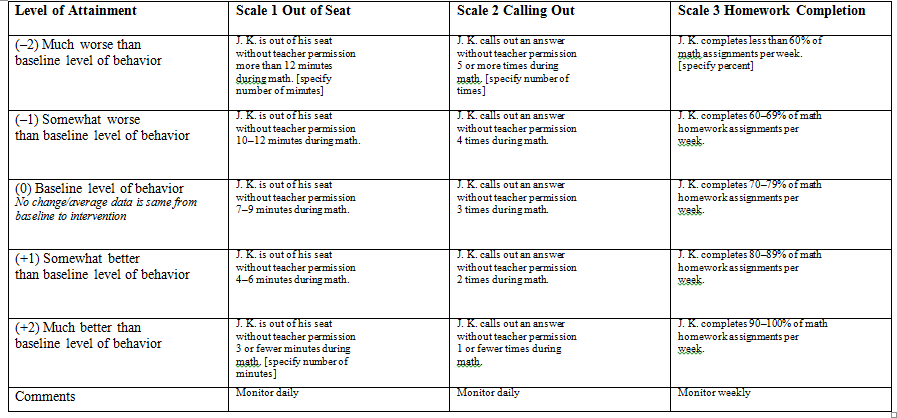 Level of Attainment
Scale 1 Out of Seat
Scale 2 Calling Out
Scale 3 Homework Completion
(–2) Much worse than
baseline level of behavior
J. K. is out of his seat
without teacher permission
more than 12 minutes
during math. [specify
number of minutes]
J. K. calls out an answer
without teacher permission
5 or more times during
math. [specify number of
times]
J. K. completes less than 60% of
math assignments per week.
[specify percent]
(–1) Somewhat worse
than baseline level of behavior
J. K. is out of his seat
without teacher permission
10–12 minutes during math.
J. K. calls out an answer
without teacher permission
4 times during math.
J. K. completes 60–69% of math
homework assignments per
week.
(0) Baseline level of behavior
No change/average data is same from
baseline to intervention
J. K. is out of his seat
without teacher permission
7–9 minutes during math.
J. K. calls out an answer
without teacher permission
3 times during math.
J. K. completes 70–79% of math
homework assignments per
week.
(+1) Somewhat better
than baseline level of behavior
J. K. is out of his seat
without teacher permission
4–6 minutes during math.
J. K. calls out an answer
without teacher permission
2 times during math.
J. K. completes 80–89% of math
homework assignments per
week.
(+2) Much better than
baseline level of behavior
J. K. is out of his seat
without teacher permission
3 or fewer minutes during
math. [specify number of
minutes]
J. K. calls out an answer
without teacher permission
1 or fewer times during
math.
J. K. completes 90–100% of math
homework assignments per
week.
Comments
Monitor daily
Monitor daily
Monitor weekly